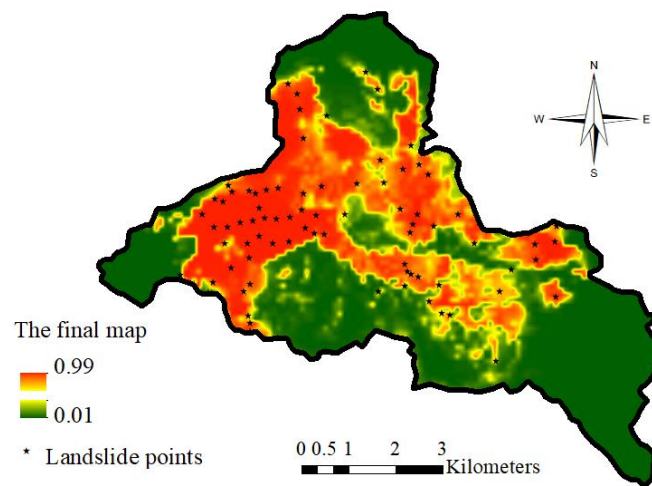 N
W E
S
The final map
0.99
0.01
Landslide points
0 0.5 1 2 3
Kilometers